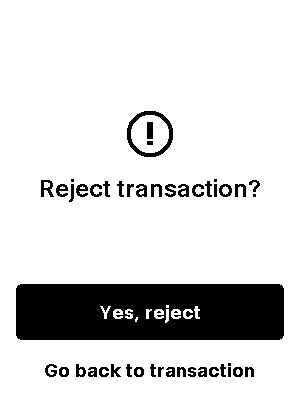 Reject transaction?
Yes, reject
Go back to transaction